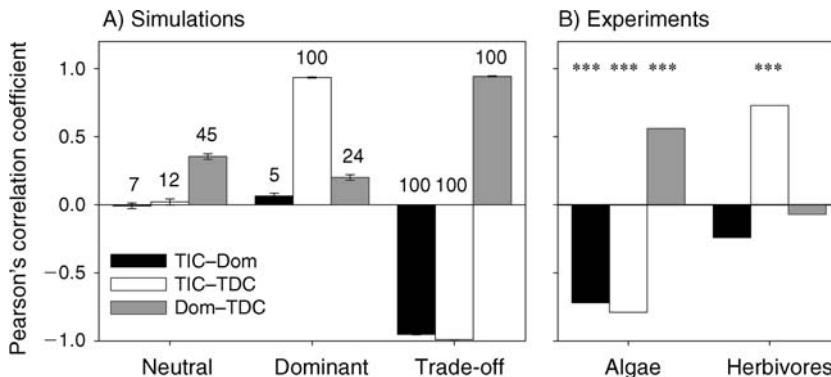 A) Simulations
B) Experiments
Pearson's correlation coefficient
1.0
0.5
0.0
−0.5
−1.0
7
12
45
5
100
24
100
100
100
*** *** *** ***
TIC–Dom
TIC–TDC
Dom–TDC
Neutral Dominant Trade-off
Algae Herbivores